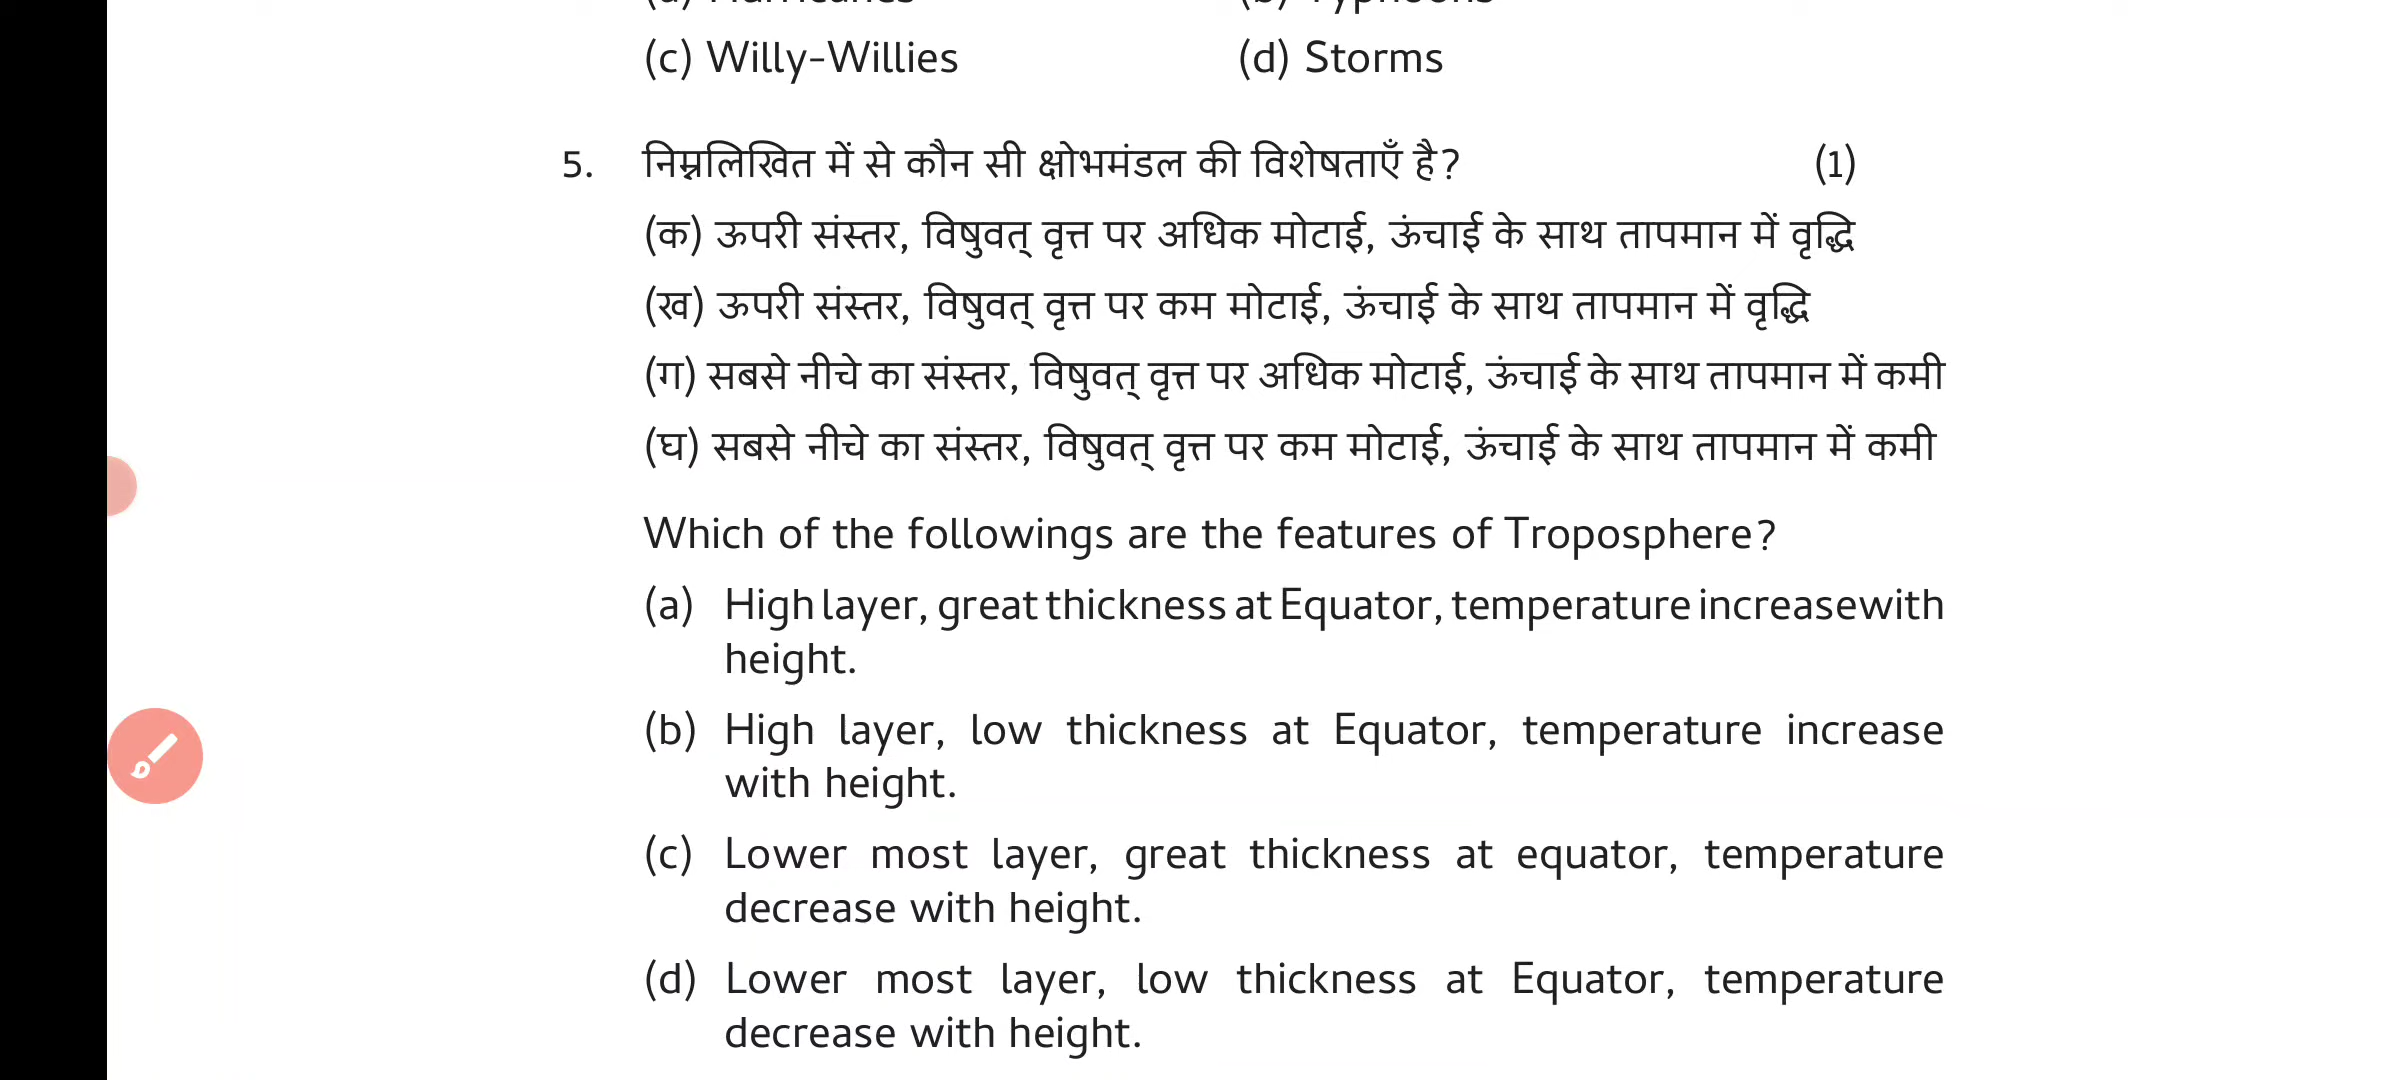 (c) Willy-Willies (d) Storms
5. निम्नलिखित में से कौन सी क्षोभमंडल की विशेषताएँ है? (1)
(क) ऊपरी संस्तर, विषुवत् वृत्त पर अधिक मोटाई, ऊंचाई के साथ तापमान में वृद्धि
(ख) ऊपरी संस्तर, विषुवत् वृत्त पर कम मोटाई, ऊंचाई के साथ तापमान में वृद्धि
(ग) सबसे नीचे का संस्तर, विषुवत् वृत्त पर अधिक मोटाई, ऊंचाई के साथ तापमान में कमी
(घ) सबसे नीचे का संस्तर, विषुवत् वृत्त पर कम मोटाई, ऊंचाई के साथ तापमान में कमी
Which of the followings are the features of Troposphere?
(a) High layer, great thickness at Equator, temperature increasewith
height.
(b) High layer, low thickness at Equator, temperature increase
with height.
(c) Lower most layer, great thickness at equator, temperature
decrease with height.
(d) Lower most layer, low thickness at Equator, temperature
decrease with height.